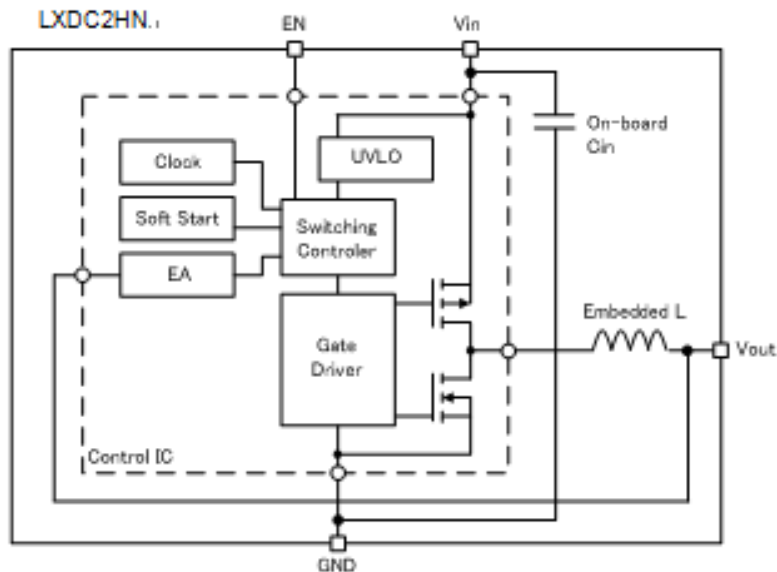 LXDC2HN.
EN
Vin
On-board
Cin
UVLO
Clock
Soft Start
Switching
Controler
EA
Gate
Driver
Embedded L
Vout
Control IC
GND